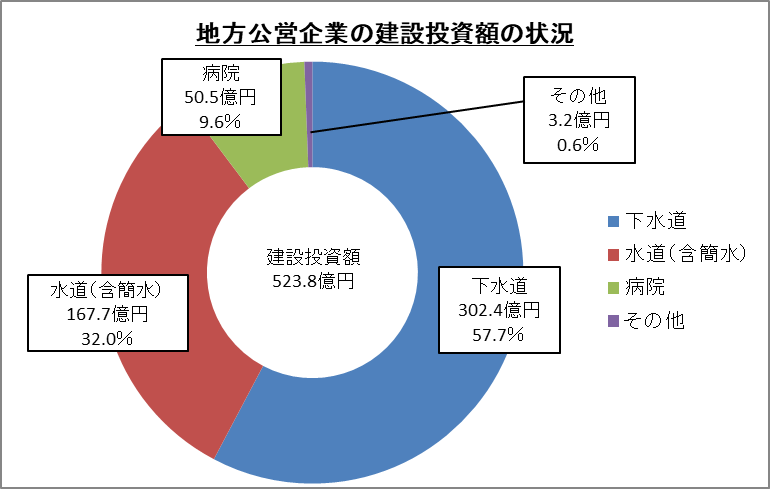 地方公営企業の建設投資額の状況
病院
50.5億円
9.6%
その他
3.2億円
0.6%
建設投資額
523.8億円
水道(含簡水)
167.7億円
32.0%
下水道
302.4億円
57.7%
下水道
水道(含簡水)
病院
その他